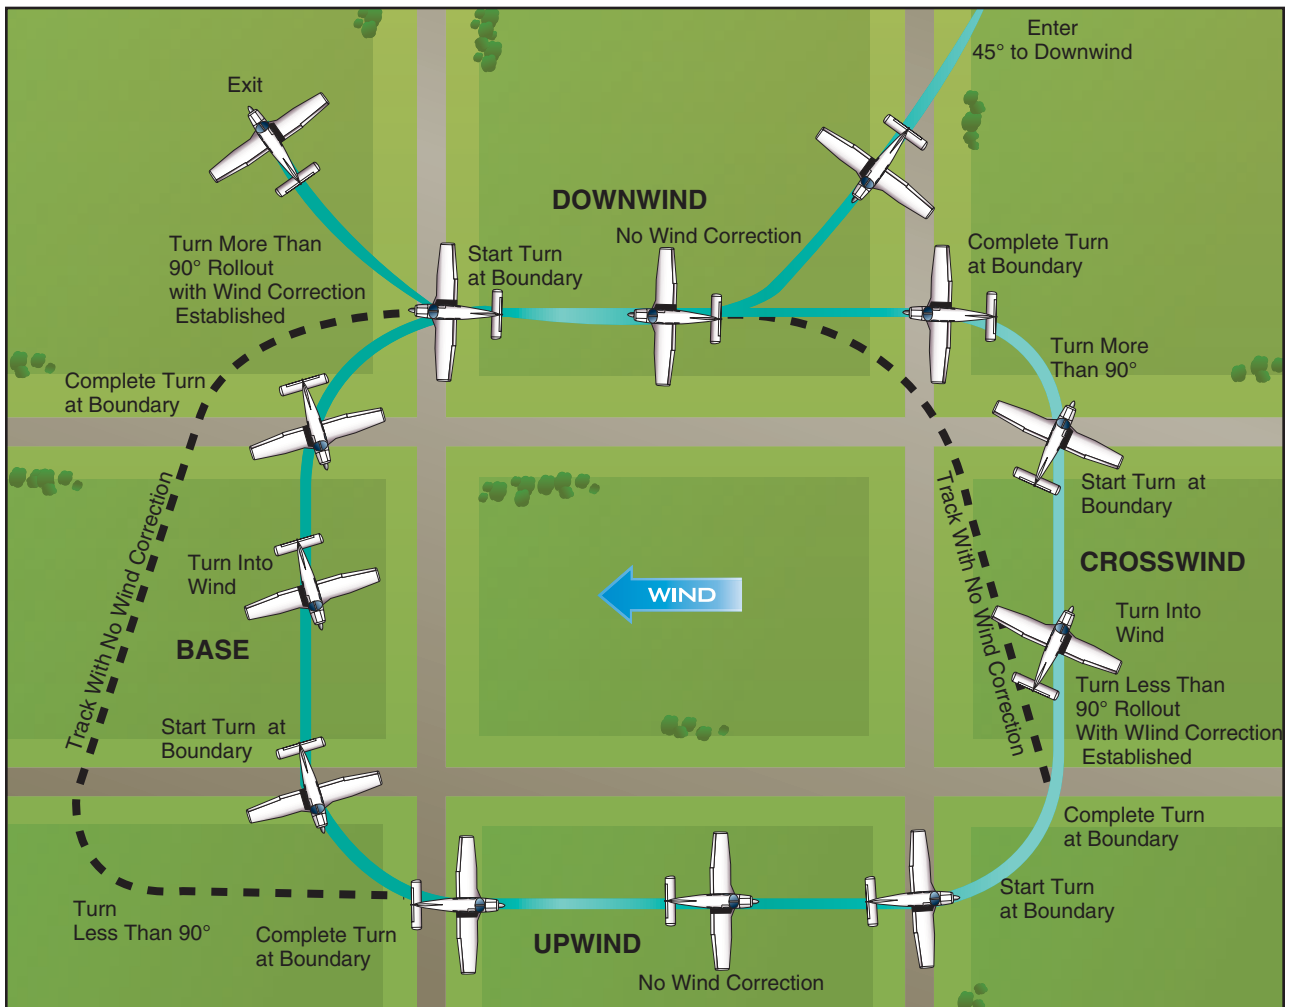 Enter
45° to Downwind
Exit
DOWNWIND
No Wind Correction
Start Turn
at Boundary
Complete Turn
at Boundary
Turn More Than
90° Rollout
with Wind Correction
Established
Turn More
Than 90°
Complete Turn
at Boundary
Track With No Wind Correction
Track With No Wind Correction
Start Turn at
Boundary
CROSSWIND
Turn Into
Wind
WIND
Turn Into
Wind
BASE
Turn Less Than
90° Rollout
With WIind Correction
Established
Start Turn at
Boundary
Complete Turn
at Boundary
Start Turn
at Boundary
Turn
Less Than 90°
Complete Turn
at Boundary
UPWIND
No Wind Correction